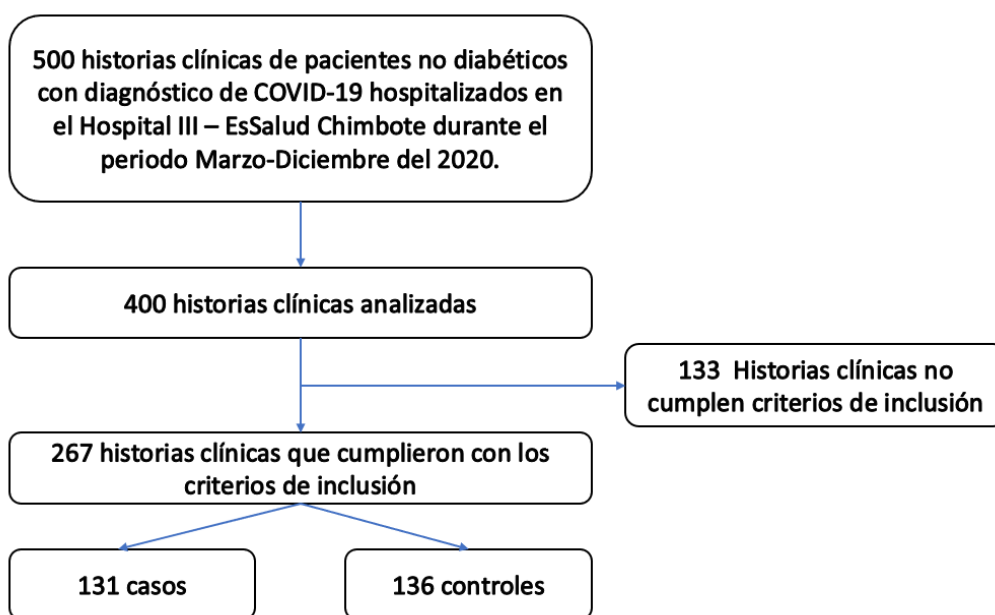 500 historias clínicas de pacientes no diabéticos
con diagnóstico de COVID-19 hospitalizados en
el Hospital III – EsSalud Chimbote durante el
periodo Marzo-Diciembre del 2020.
400 historias clínicas analizadas
133 Historias clínicas no
cumplen criterios de inclusión
267 historias clínicas que cumplieron con los
criterios de inclusión
131 casos
136 controles